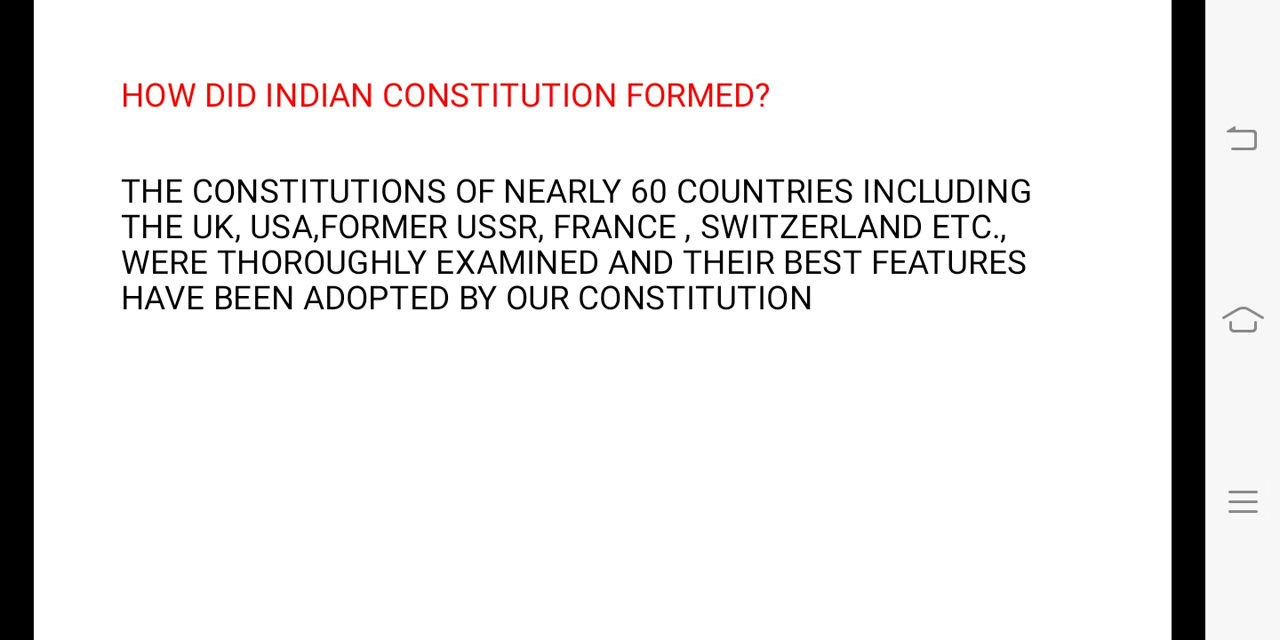 HOW DID INDIAN CONSTITUTION FORMED?
THE CONSTITUTIONS OF NEARLY 60 COUNTRIES INCLUDING
THE UK, USA,FORMER USSR, FRANCE , SWITZERLAND ETC.,
WERE THOROUGHLY EXAMINED AND THEIR BEST FEATURES
HAVE BEEN ADOPTED BY OUR CONSTITUTION